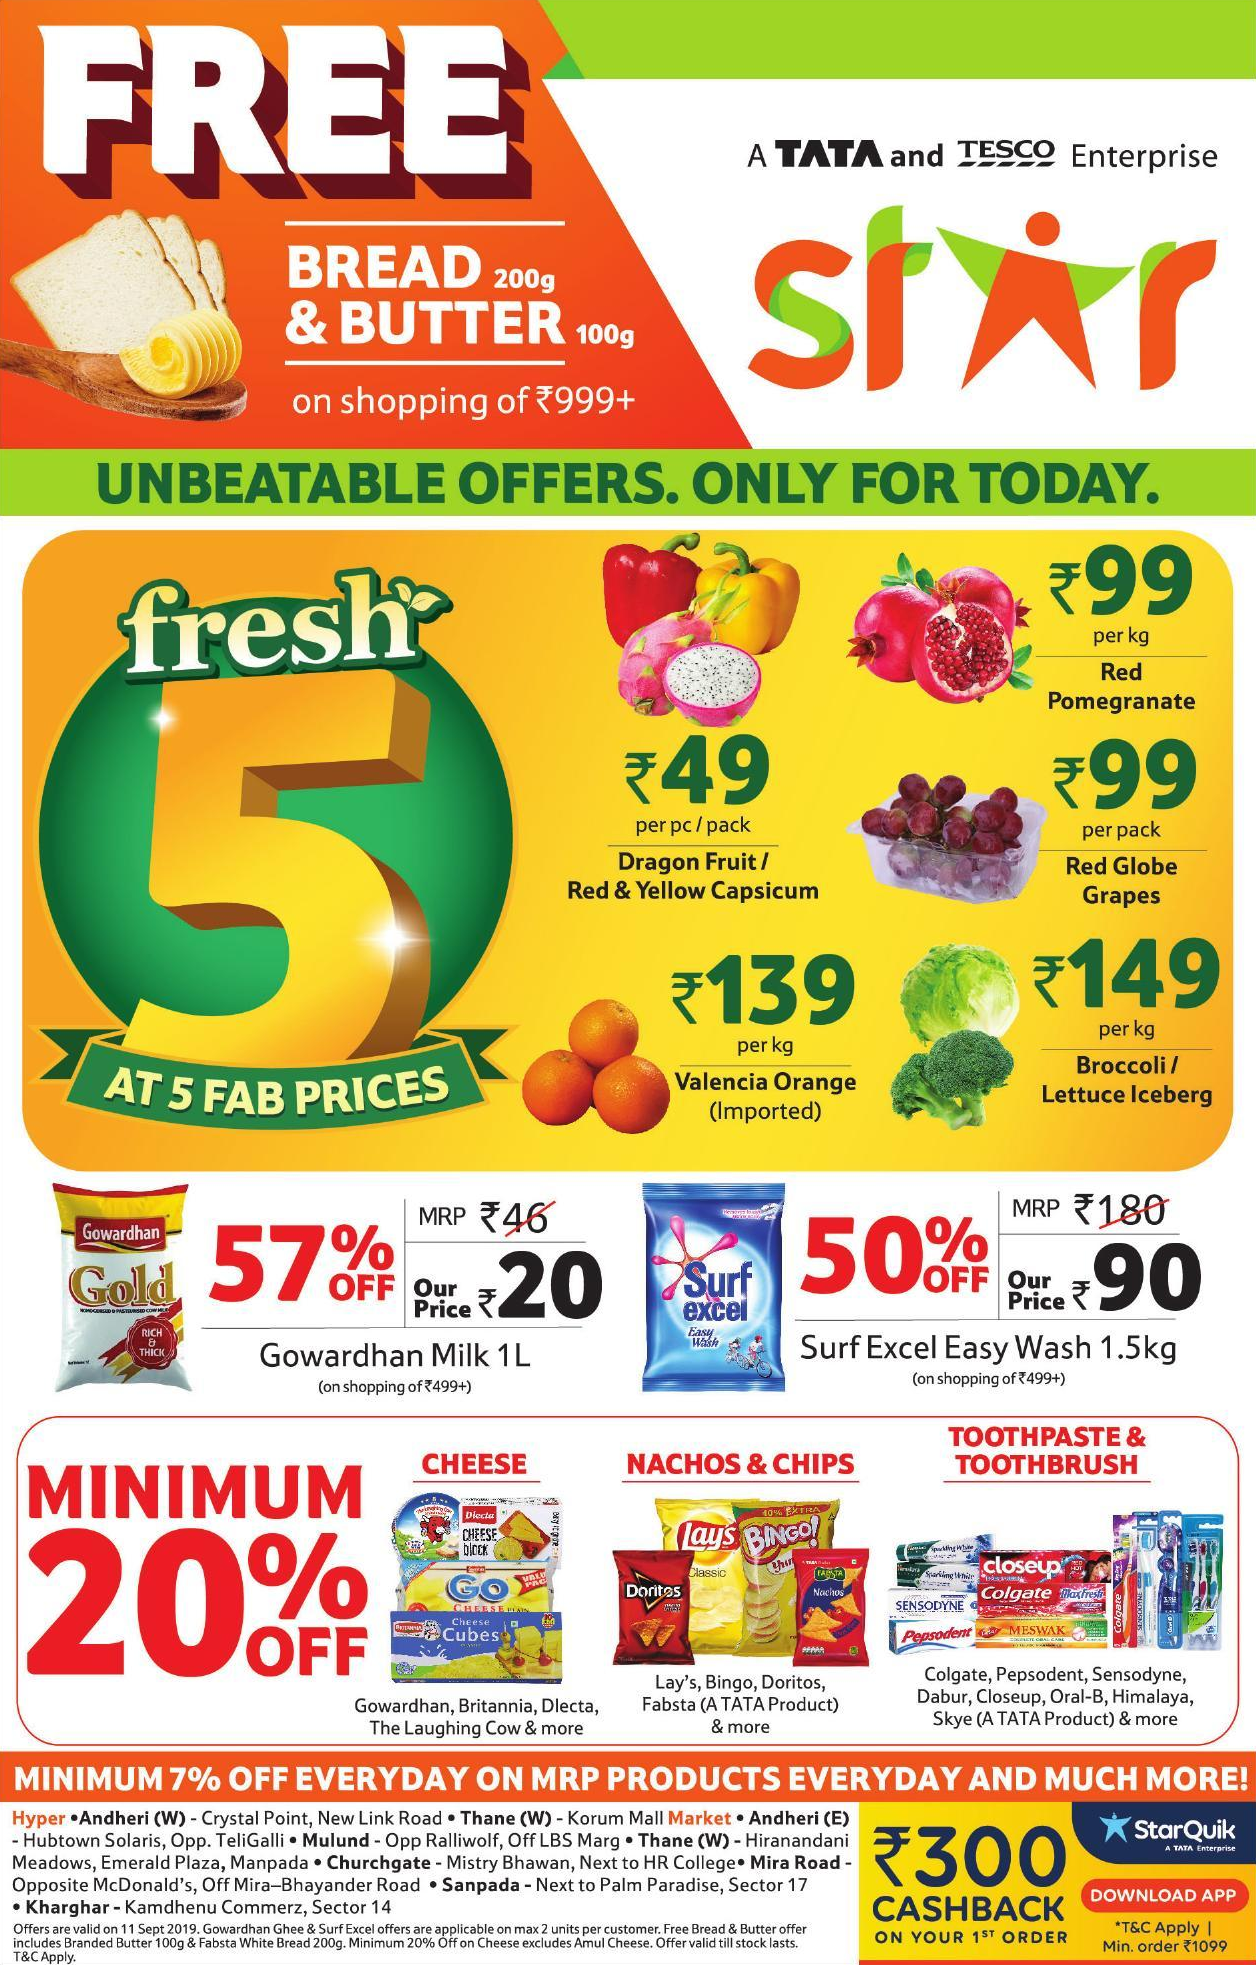 FREE
BREAD 200g
& BUTTER 100g
on shopping of ₹999+
A TATA and TESCO Enterprise
star
UNBEATABLE OFFERS. ONLY FOR TODAY.
fresh
5
AT 5 FAB PRICES
₹49
per pc / pack
Dragon Fruit /
Red & Yellow Capsicum
₹99
per kg
Red
Pomegranate
₹99
per pack
Red Globe
Grapes
₹139
per kg
Valencia Orange
(Imported)
₹149
per kg
Broccoli /
Lettuce Iceberg
Gowardhan
Gold
RICH
&
THICK
57% OFF
MRP ₹46
Our Price ₹20
Gowardhan Milk 1L
(on shopping of ₹499+)
Surf
excel
Easy
Wash
50% OFF
MRP ₹180
Our Price ₹90
Surf Excel Easy Wash 1.5kg
(on shopping of ₹499+)
MINIMUM
20% OFF
CHEESE
Dlecta
CHEESE
BLOCK
Go
CHEESE
BRITANNIA
Cheese
Cubes
Gowardhan, Britannia, Dlecta,
The Laughing Cow & more
NACHOS & CHIPS
Lay's
Classic
10% EXTRA
BINGO!
Doritos
FABSTA
Nachos
Lay's, Bingo, Doritos,
Fabsta (A TATA Product)
& more
TOOTHPASTE &
TOOTHBRUSH
Sparkling White
Sparkling White
closeup
SENSODYNE
Colgate MaxFresh
Pepsodent
MESWAK
Colgate
Colgate, Pepsodent, Sensodyne,
Dabur, Closeup, Oral-B, Himalaya,
Skye (A TATA Product) & more
MINIMUM 7% OFF EVERYDAY ON MRP PRODUCTS EVERYDAY AND MUCH MORE!
Hyper •Andheri (W) - Crystal Point, New Link Road • Thane (W) - Korum Mall Market • Andheri (E)
- Hubtown Solaris, Opp. TeliGalli • Mulund - Opp Ralliwolf, Off LBS Marg • Thane (W) - Hiranandani
Meadows, Emerald Plaza, Manpada • Churchgate - Mistry Bhawan, Next to HR College• Mira Road -
Opposite McDonald's, Off Mira–Bhayander Road • Sanpada - Next to Palm Paradise, Sector 17
• Kharghar - Kamdhenu Commerz, Sector 14
Offers are valid on 11 Sept 2019. Gowardhan Ghee & Surf Excel offers are applicable on max 2 units per customer. Free Bread & Butter offer
includes Branded Butter 100g & Fabsta White Bread 200g. Minimum 20% Off on Cheese excludes Amul Cheese. Offer valid till stock lasts.
T&C Apply.
₹300
CASHBACK
ON YOUR 1ST ORDER
StarQuik
A TATA Enterprise
DOWNLOAD APP
*T&C Apply |
Min. order ₹1099